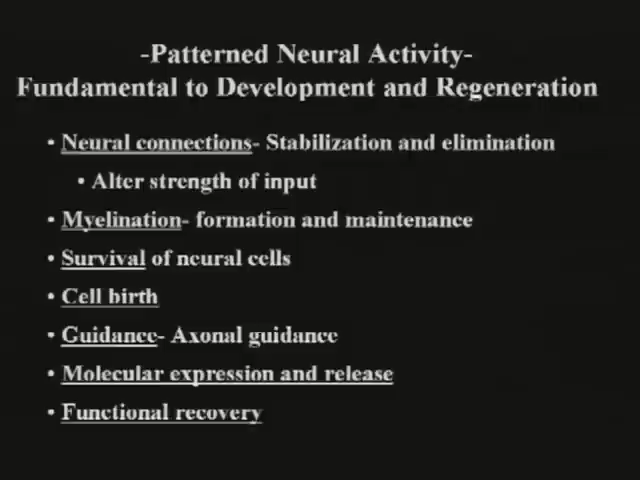 -Patterned Neural Activity-
Fundamental to Development and Regeneration
• Neural connections- Stabilization and elimination
• Alter strength of input
• Myelination- formation and maintenance
• Survival of neural cells
• Cell birth
• Guidance- Axonal guidance
• Molecular expression and release
• Functional recovery